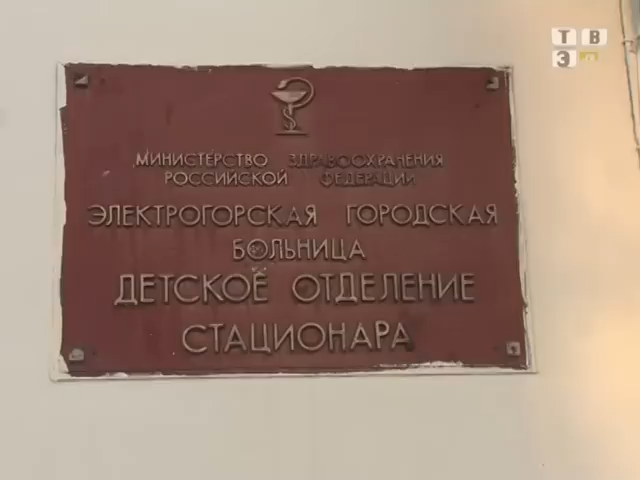 ТВ
Э
МИНИСТЕРСТВО ЗДРАВООХРАНЕНИЯ
РОССИЙСКОЙ ФЕДЕРАЦИИ
ЭЛЕКТРОГОРСКАЯ ГОРОДСКАЯ
БОЛЬНИЦА
ДЕТСКОЕ ОТДЕЛЕНИЕ
СТАЦИОНАРА